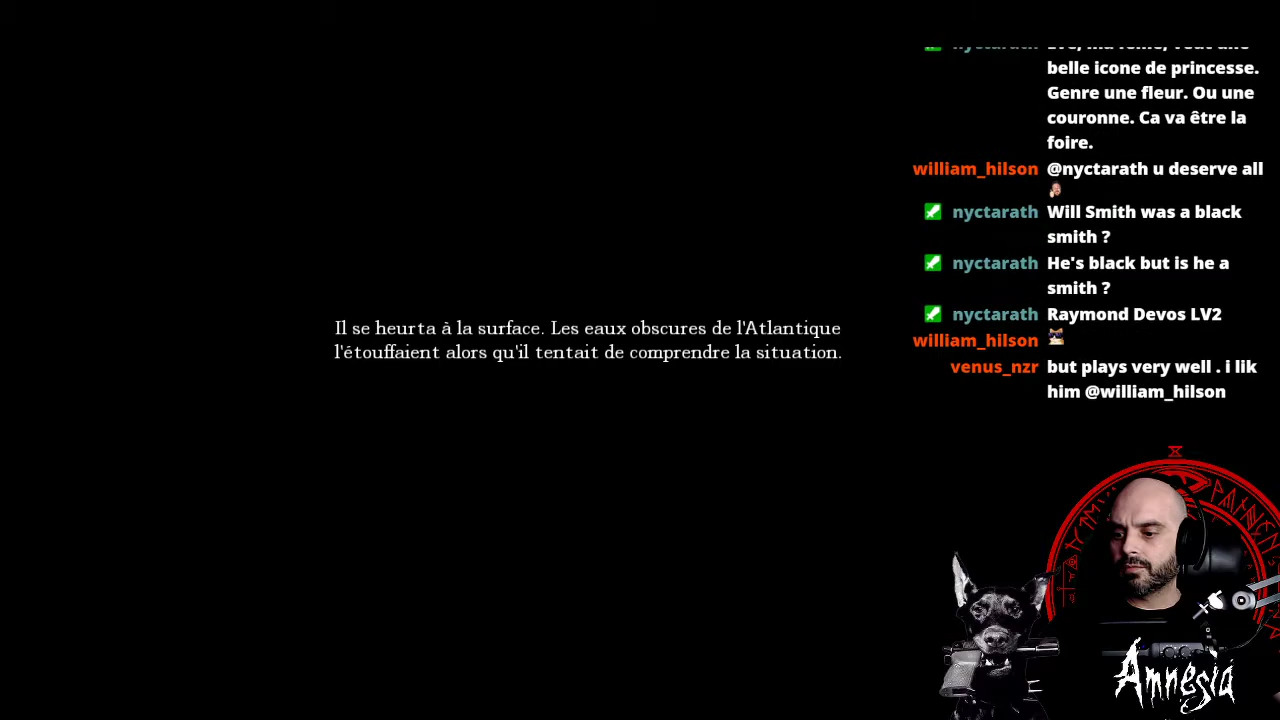 belle icone de princesse.
Genre une fleur. Ou une
couronne. Ca va être la
foire.
william_hilson @nyctarath u deserve all
nyctarath Will Smith was a black
smith ?
nyctarath He's black but is he a
smith ?
nyctarath Raymond Devos LV2
william_hilson
venus_nzr but plays very well . i lik
him @william_hilson
Il se heurta à la surface. Les eaux obscures de l'Atlantique
l'étouffaient alors qu'il tentait de comprendre la situation.
Amnesia